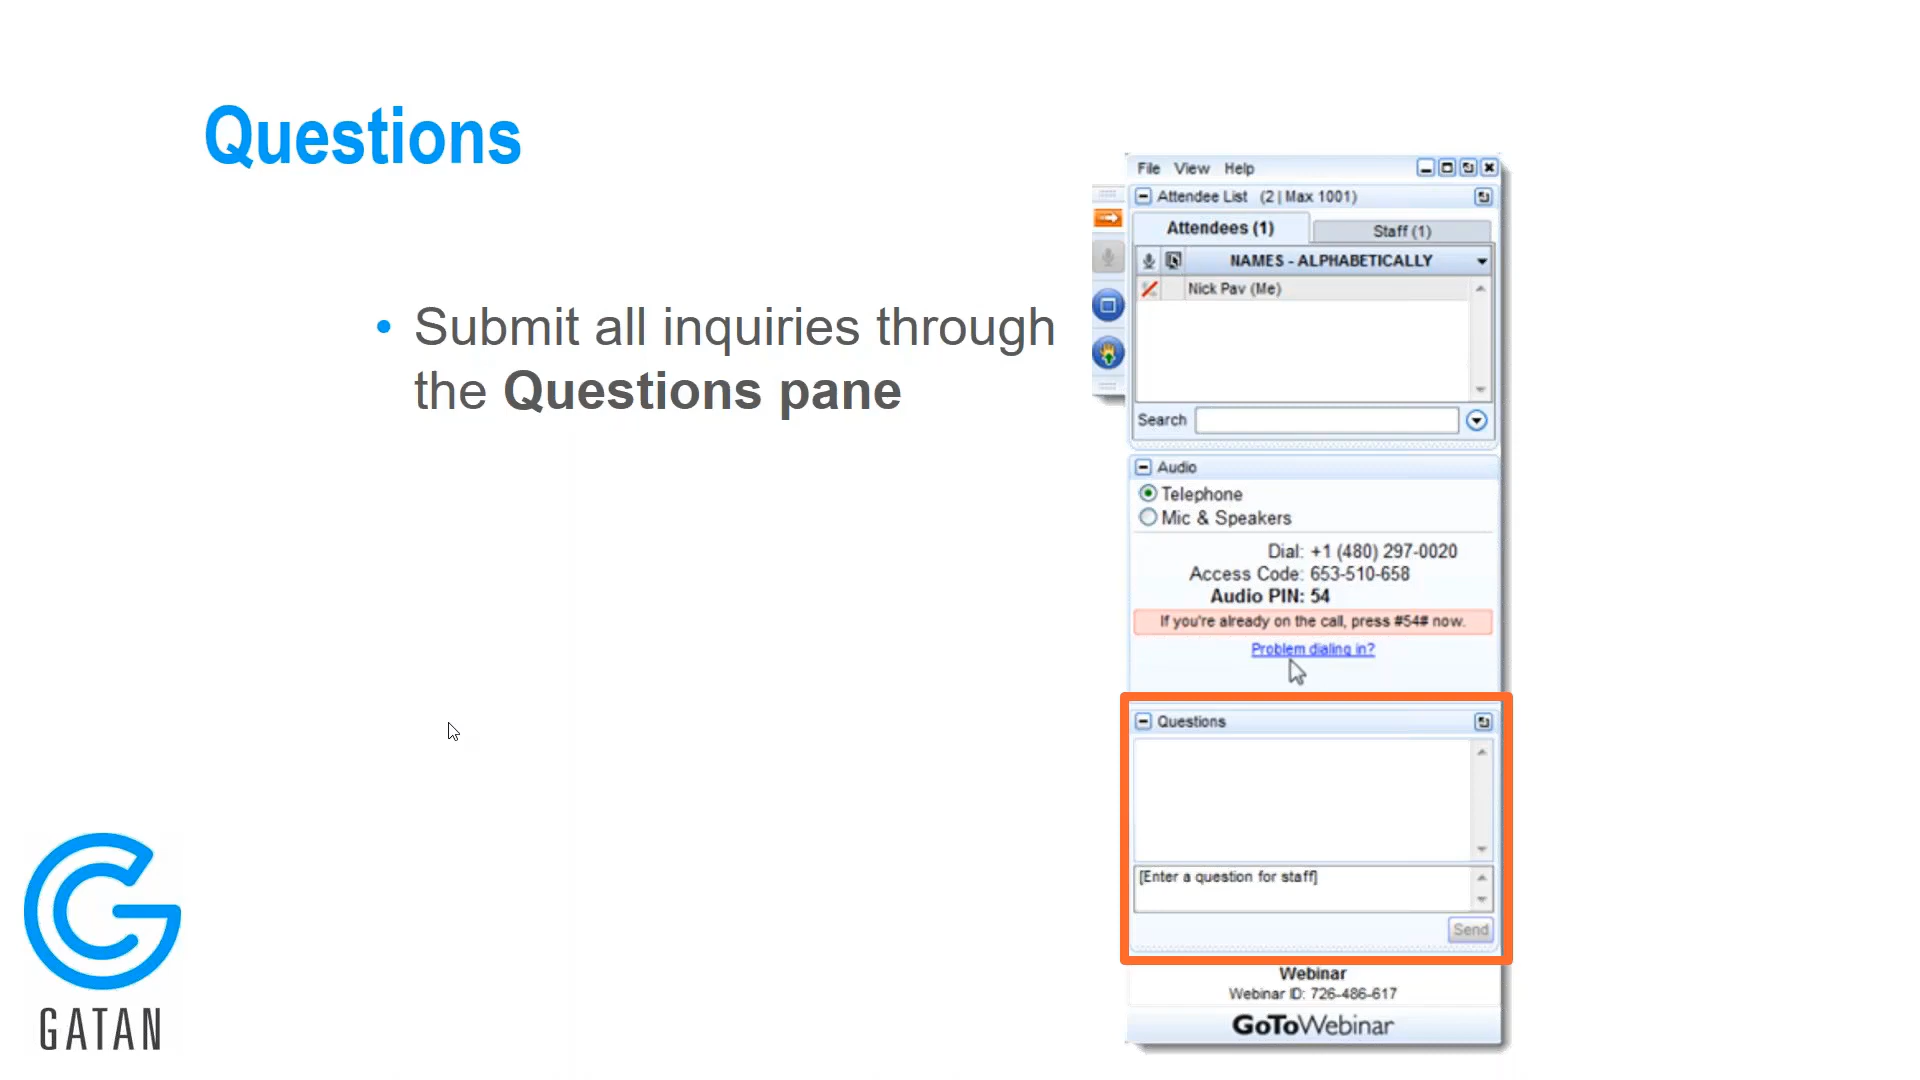 Questions
• Submit all inquiries through
the Questions pane
File View Help
Attendee List (2 | Max 1001)
Attendees (1)
Staff (1)
NAMES - ALPHABETICALLY
Nick Pav (Me)
Search
Audio
Telephone
Mic & Speakers
Dial: +1 (480) 297-0020
Access Code: 653-510-658
Audio PIN: 54
If you're already on the call, press #54# now.
Problem dialing in?
Questions
[Enter a question for staff]
Send
Webinar
Webinar ID: 726-486-617
GoToWebinar
GATAN